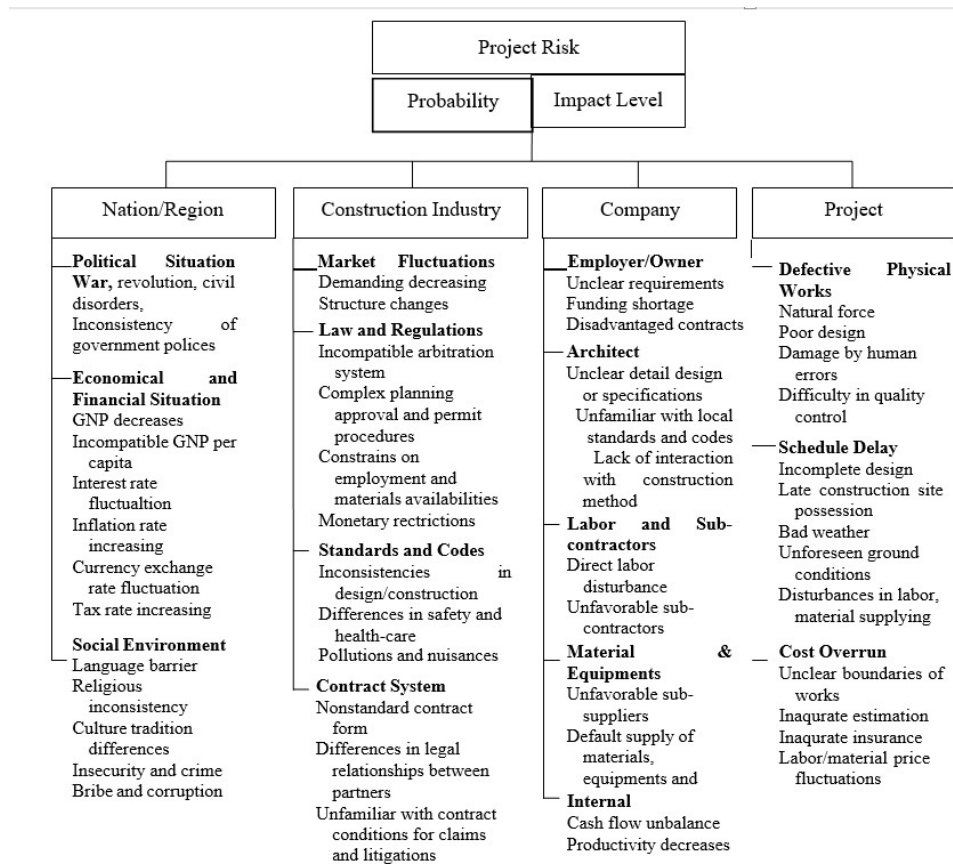 Project Risk
Probability
Impact Level
Nation/Region
Construction Industry
Company
Project
Political Situation
War, revolution, civil
disorders,
Inconsistency of
government polices
Economical and
Financial Situation
GNP decreases
Incompatible GNP per
capita
Interest rate
fluctualtion
Inflation rate
increasing
Currency exchange
rate fluctuation
Tax rate increasing
Social Environment
Language barrier
Religious
inconsistency
Culture tradition
differences
Insecurity and crime
Bribe and corruption
Market Fluctuations
Demanding decreasing
Structure changes
Law and Regulations
Incompatible arbitration
system
Complex planning
approval and permit
procedures
Constrains on
employment and
materials availabilities
Monetary rectrictions
Standards and Codes
Inconsistencies in
design/construction
Differences in safety and
health-care
Pollutions and nuisances
Contract System
Nonstandard contract
form
Differences in legal
relationships between
partners
Unfamiliar with contract
conditions for claims
and litigations
Employer/Owner
Unclear requirements
Funding shortage
Disadvantaged contracts
Architect
Unclear detail design
or specifications
Unfamiliar with local
standards and codes
Lack of interaction
with construction
method
Labor and Sub-
contractors
Direct labor
disturbance
Unfavorable sub-
contractors
Material &
Equipments
Unfavorable sub-
suppliers
Default supply of
materials,
equipments and
Internal
Cash flow unbalance
Productivity decreases
Defective Physical
Works
Natural force
Poor design
Damage by human
errors
Difficulty in quality
control
Schedule Delay
Incomplete design
Late construction site
possession
Bad weather
Unforeseen ground
conditions
Disturbances in labor,
material supplying
Cost Overrun
Unclear boundaries of
works
Inaqurate estimation
Inaqurate insurance
Labor/material price
fluctuations